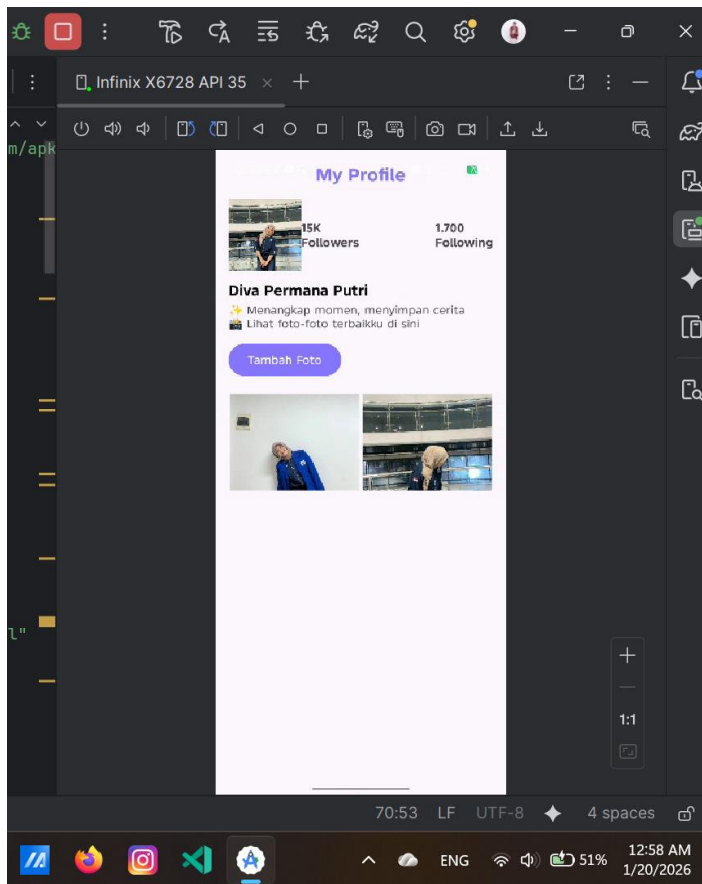 Infinix X6728 API 35
m/apk
My Profile
15K
Followers
1.700
Following
Diva Permana Putri
✨ Menangkap momen, menyimpan cerita
📸 Lihat foto-foto terbaikku di sini
Tambah Foto
l"
1:1
70:53 LF UTF-8 4 spaces
ENG 51% 12:58 AM
1/20/2026